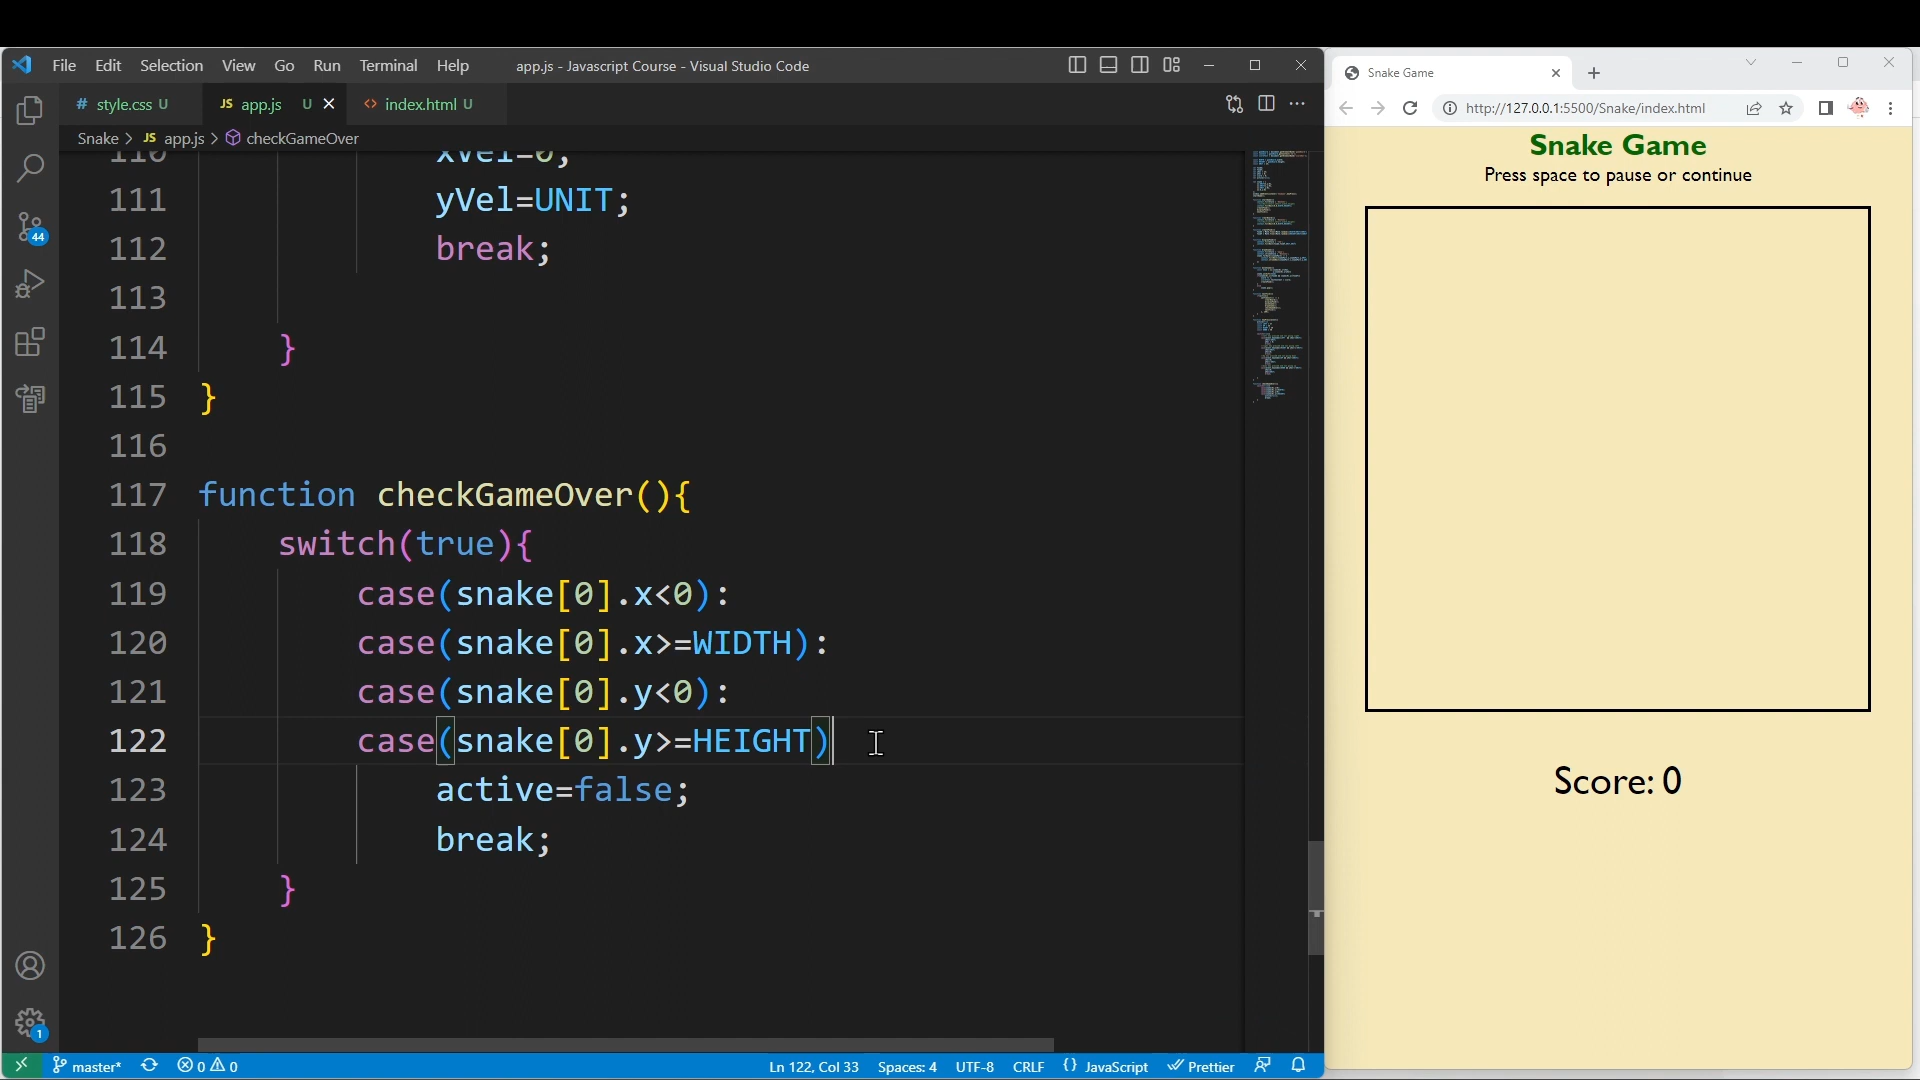 File Edit Selection View Go Run Terminal Help app.js - Javascript Course - Visual Studio Code
# style.css U JS app.js U <> index.html U
Snake > JS app.js > checkGameOver
110 xVel=0;
111 yVel=UNIT;
112 break;
113
114 }
115 }
116
117 function checkGameOver(){
118 switch(true){
119 case(snake[0].x<0):
120 case(snake[0].x>=WIDTH):
121 case(snake[0].y<0):
122 case(snake[0].y>=HEIGHT)
123 active=false;
124 break;
125 }
126 }
44
1
master* 0 0 Ln 122, Col 33 Spaces: 4 UTF-8 CRLF {} JavaScript Prettier
Snake Game
http://127.0.0.1:5500/Snake/index.html
Snake Game
Press space to pause or continue
Score: 0